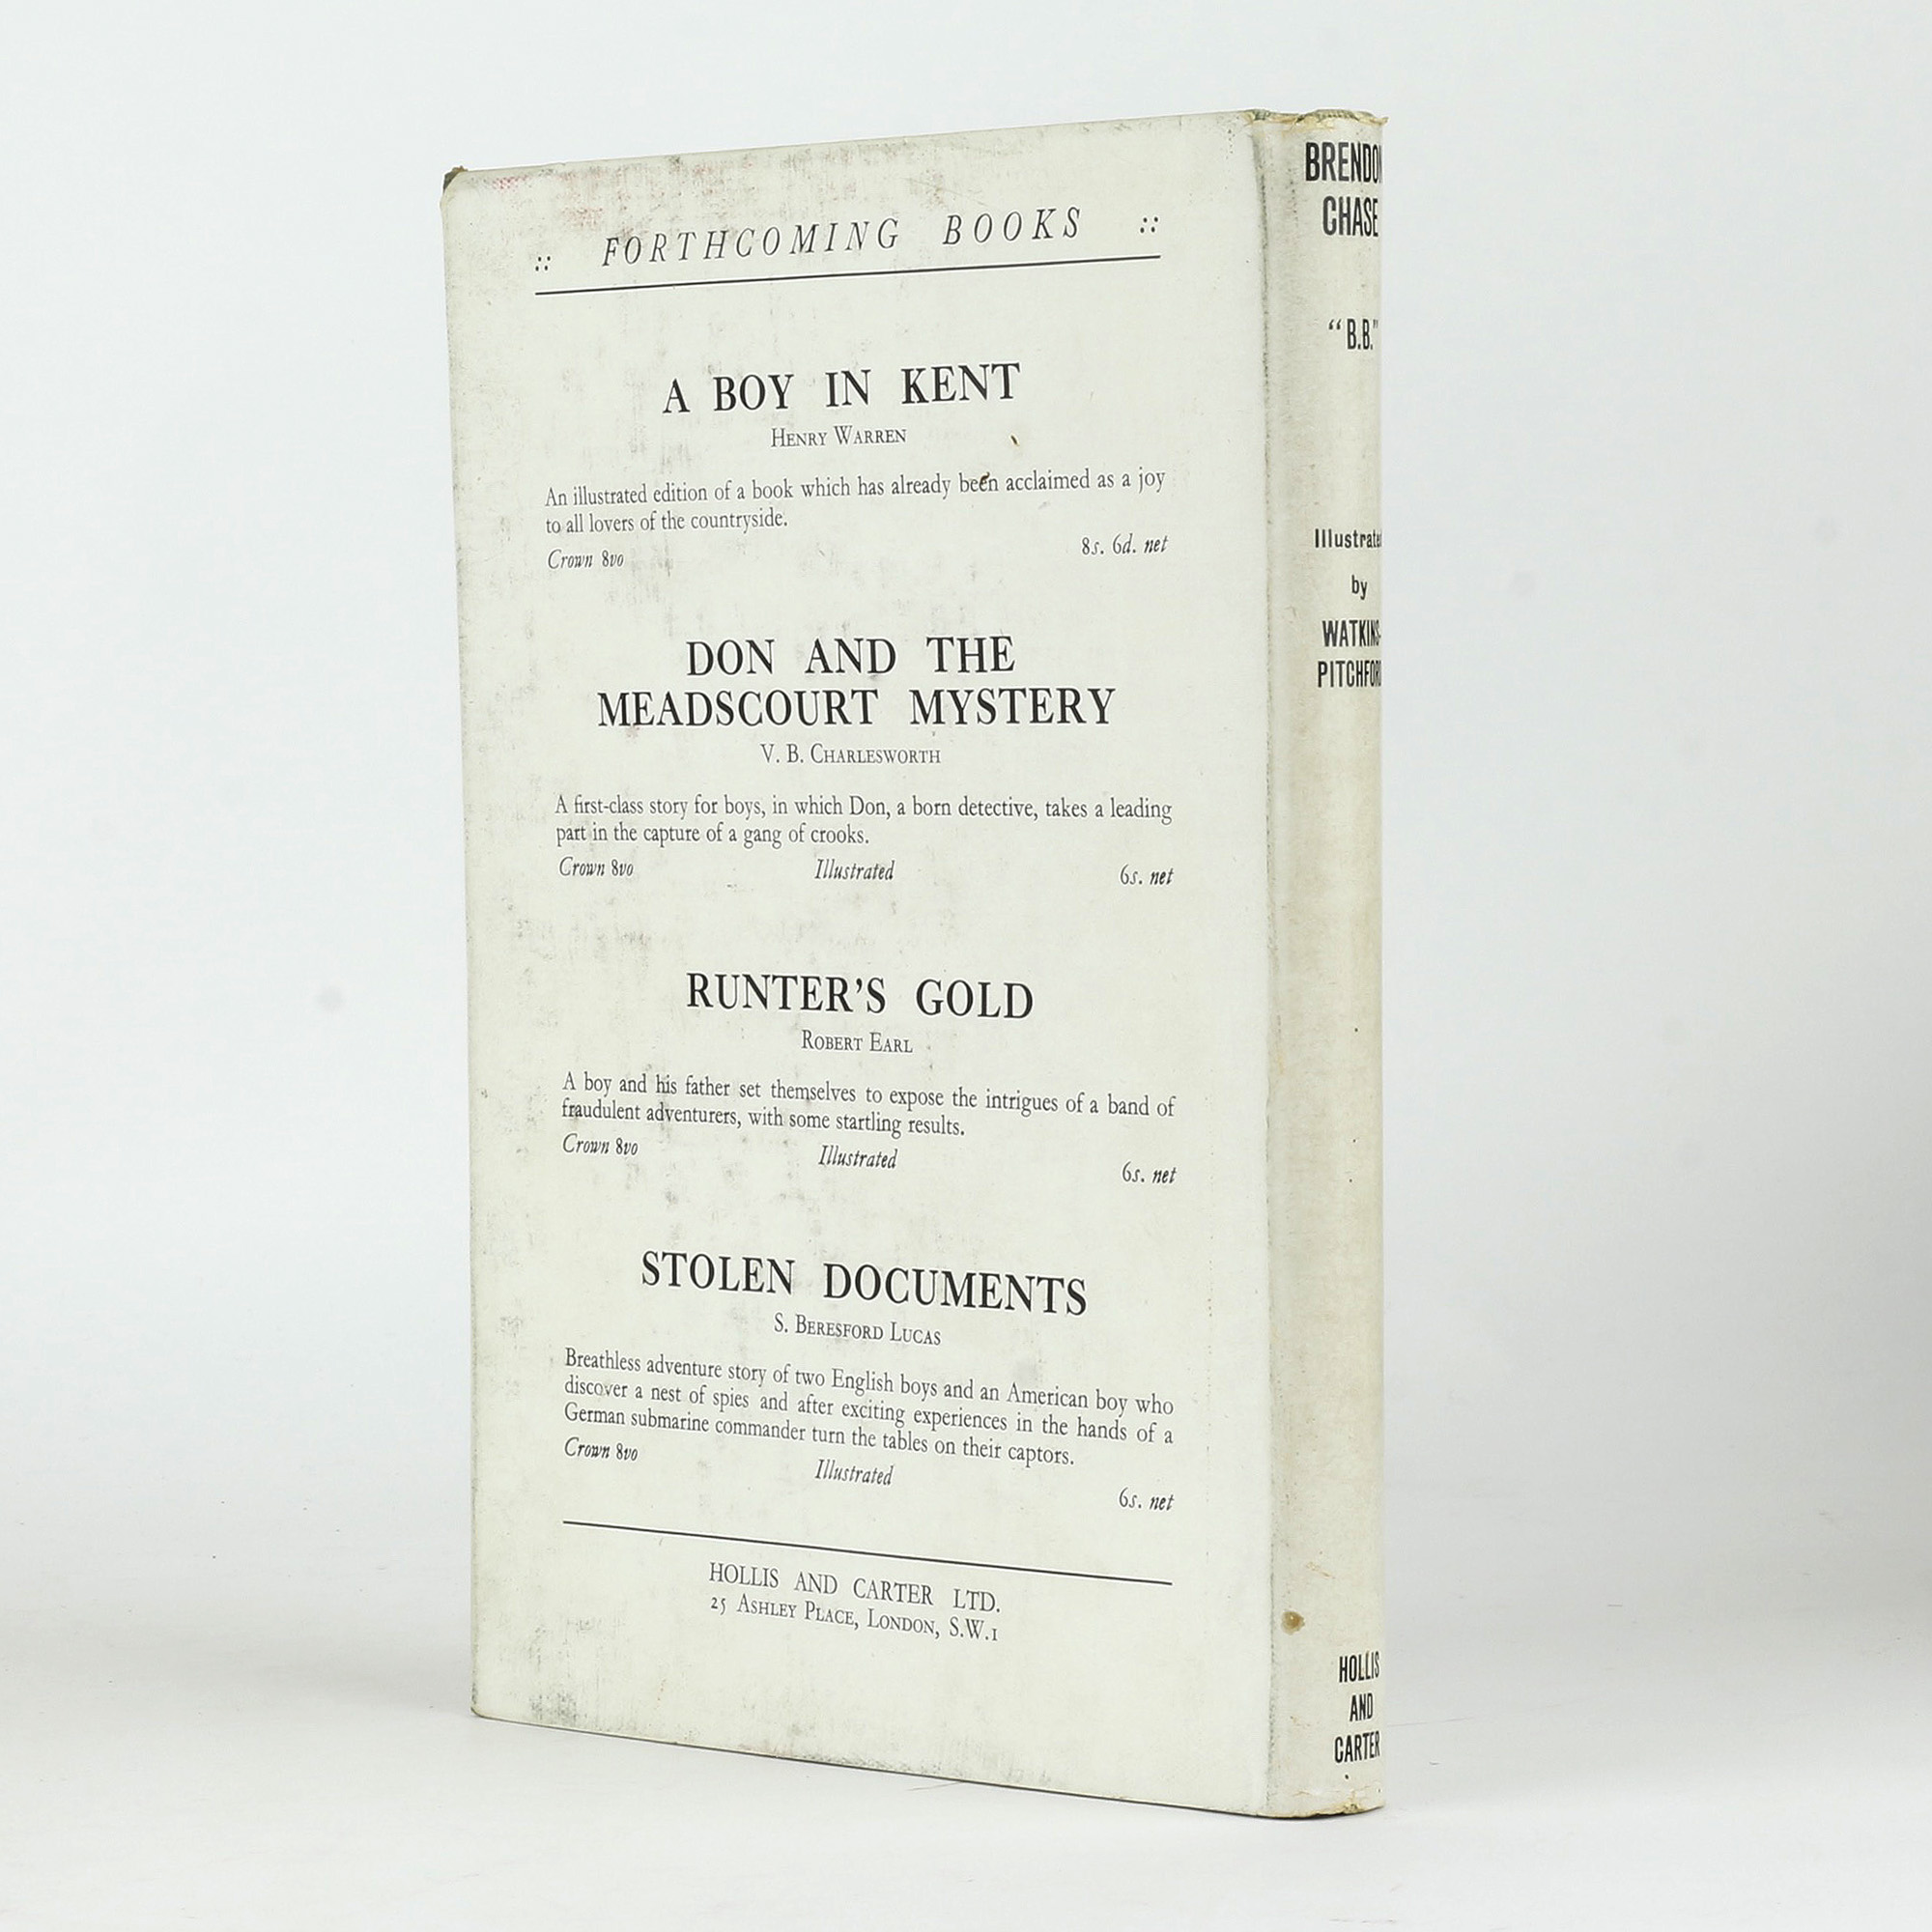 :: FORTHCOMING BOOKS ::
A BOY IN KENT
Henry Warren
An illustrated edition of a book which has already been acclaimed as a joy
to all lovers of the countryside.
Crown 8vo 8s. 6d. net
DON AND THE
MEADSCOURT MYSTERY
V. B. Charlesworth
A first-class story for boys, in which Don, a born detective, takes a leading
part in the capture of a gang of crooks.
Crown 8vo Illustrated 6s. net
RUNTER'S GOLD
Robert Earl
A boy and his father set themselves to expose the intrigues of a band of
fraudulent adventurers, with some startling results.
Crown 8vo Illustrated 6s. net
STOLEN DOCUMENTS
S. Beresford Lucas
Breathless adventure story of two English boys and an American boy who
discover a nest of spies and after exciting experiences in the hands of a
German submarine commander turn the tables on their captors.
Crown 8vo Illustrated 6s. net
HOLLIS AND CARTER LTD.
25 Ashley Place, London, S.W.1
BRENDON
CHASE
"B.B."
Illustrated
by
WATKINS-
PITCHFORD
HOLLIS
AND
CARTER